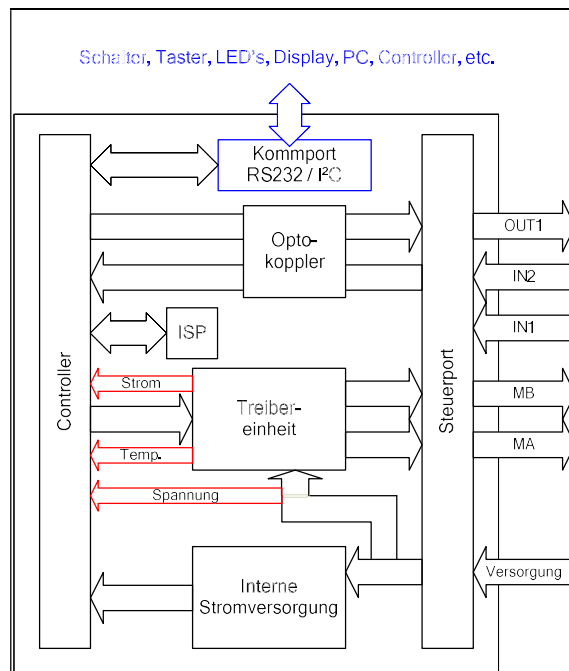 Schalter, Taster, LED's, Display, PC, Controller, etc.
Kommport
RS232 / I²C
OUT1
Opto-
koppler
IN2
IN1
ISP
Controller
Steuerport
Strom
Treiber-
einheit
MB
MA
Temp.
Spannung
Interne
Stromversorgung
Versorgung